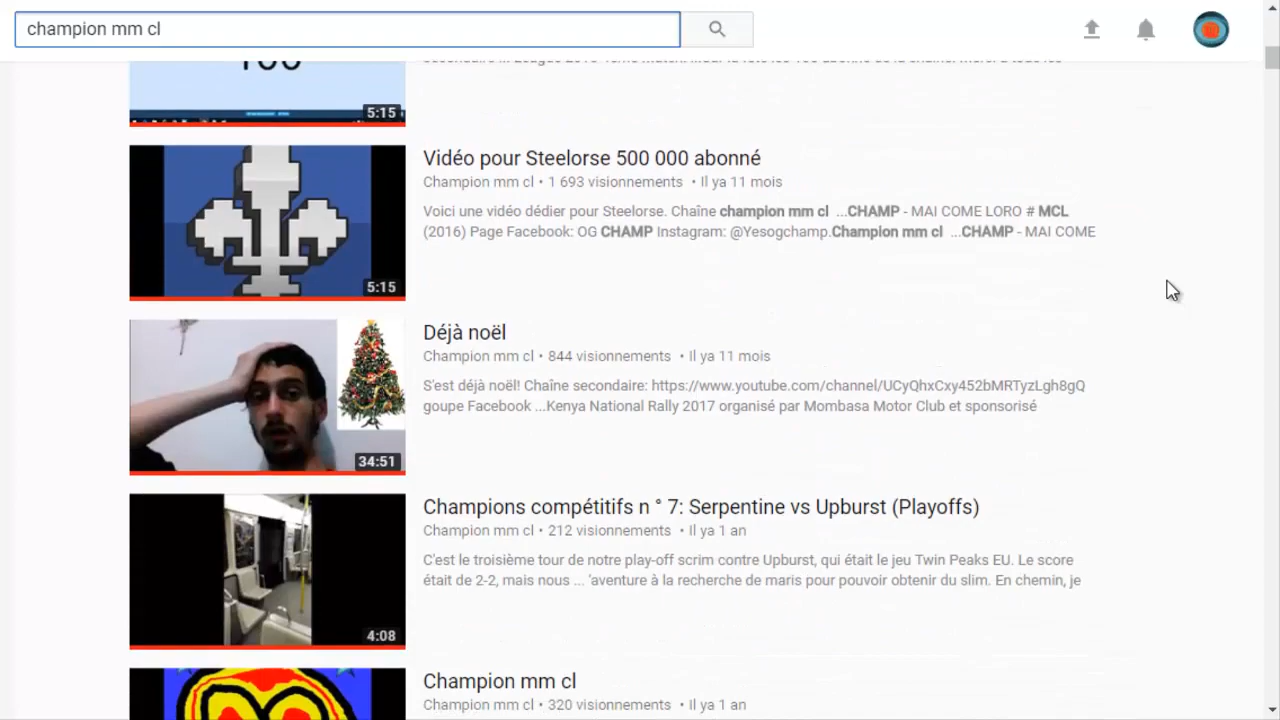 champion mm cl
5:15
Vidéo pour Steelorse 500 000 abonné
Champion mm cl • 1 693 visionnements • Il ya 11 mois
Voici une vidéo dédier pour Steelorse. Chaîne champion mm cl ...CHAMP - MAI COME LORO # MCL
(2016) Page Facebook: OG CHAMP Instagram: @Yesogchamp.Champion mm cl ...CHAMP - MAI COME
5:15
Déjà noël
Champion mm cl • 844 visionnements • Il ya 11 mois
S'est déjà noël! Chaîne secondaire: https://www.youtube.com/channel/UCyQhxCxy452bMRTyzLgh8gQ
goupe Facebook ...Kenya National Rally 2017 organisé par Mombasa Motor Club et sponsorisé
34:51
Champions compétitifs n ° 7: Serpentine vs Upburst (Playoffs)
Champion mm cl • 212 visionnements • Il ya 1 an
C'est le troisième tour de notre play-off scrim contre Upburst, qui était le jeu Twin Peaks EU. Le score
était de 2-2, mais nous ... 'aventure à la recherche de maris pour pouvoir obtenir du slim. En chemin, je
4:08
Champion mm cl
Champion mm cl • 320 visionnements • Il ya 1 an